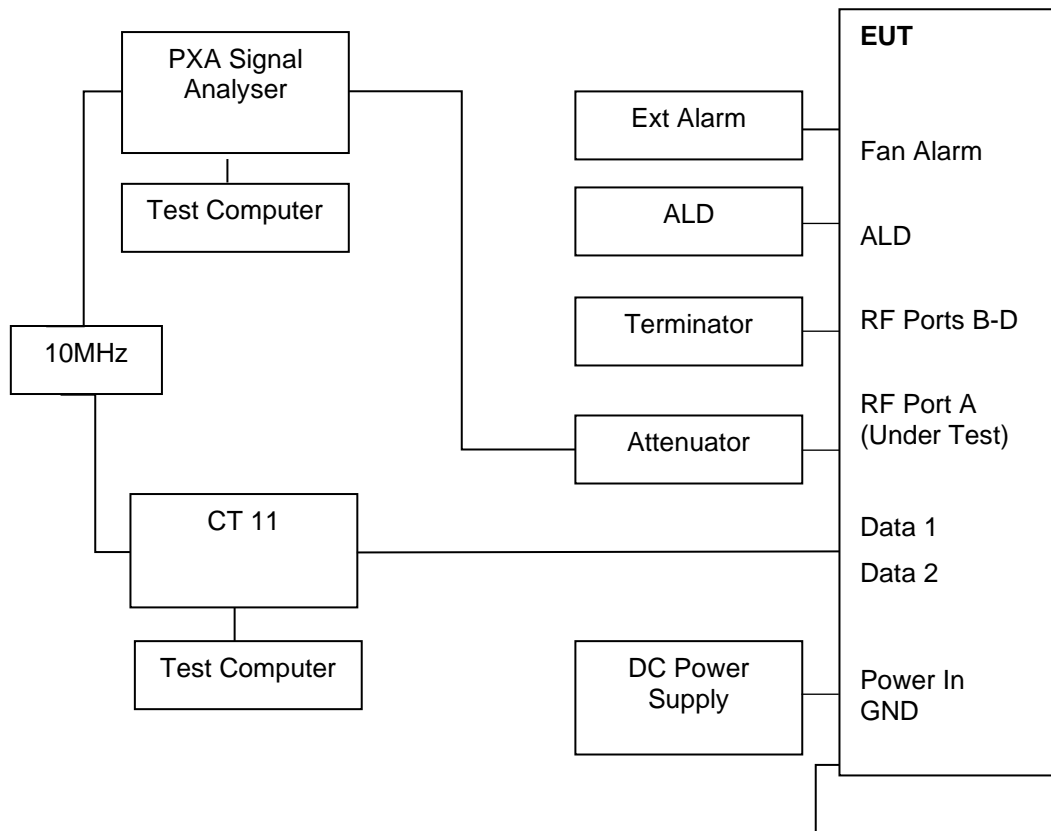 PXA Signal
Analyser
Test Computer
10MHz
CT 11
Test Computer
Ext Alarm
ALD
Terminator
Attenuator
DC Power
Supply
EUT
Fan Alarm
ALD
RF Ports B-D
RF Port A
(Under Test)
Data 1
Data 2
Power In
GND